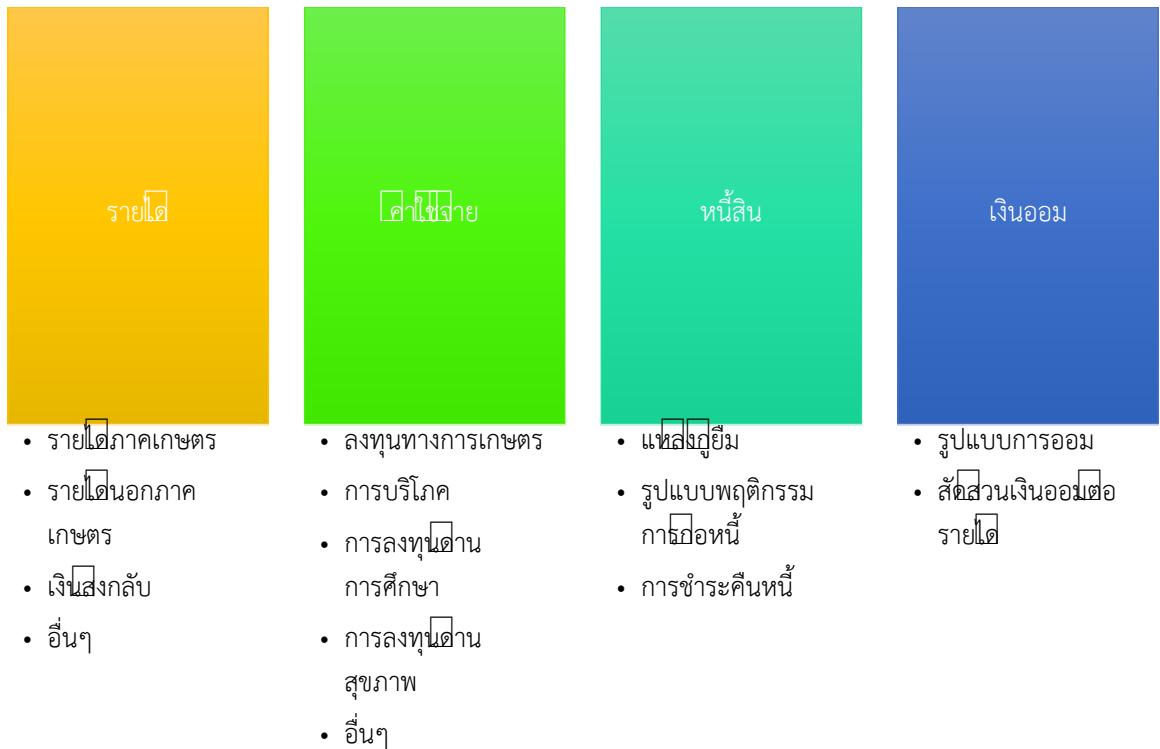 รายได้
ค่าใช้จ่าย
หนี้สิน
เงินออม
• รายได้ภาคเกษตร
• รายได้นอกภาค
เกษตร
• เงินส่งกลับ
• อื่นๆ
• ลงทุนทางการเกษตร
• การบริโภค
• การลงทุนด้าน
การศึกษา
• การลงทุนด้าน
สุขภาพ
• อื่นๆ
• แหล่งกู้ยืม
• รูปแบบพฤติกรรม
การก่อหนี้
• การชำระคืนหนี้
• รูปแบบการออม
• สัดส่วนเงินออมต่อ
รายได้